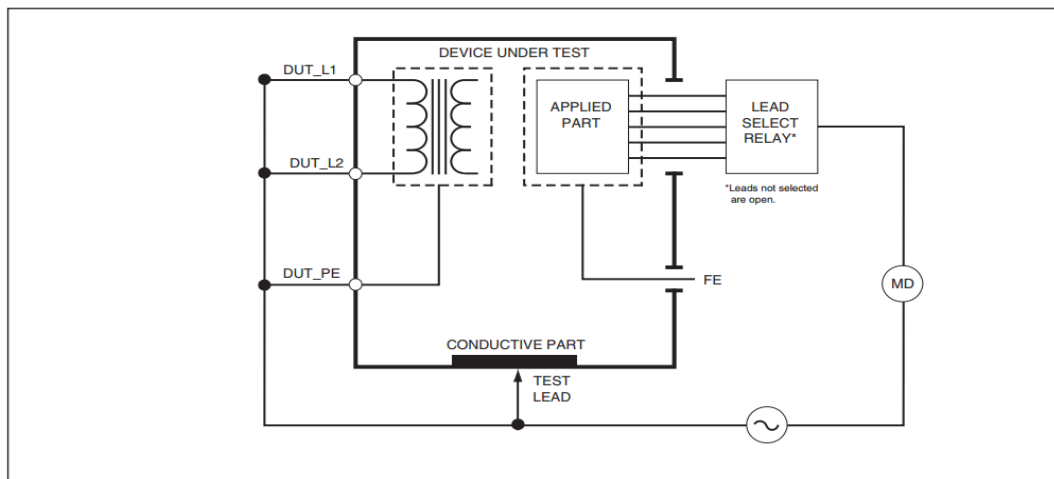 DEVICE UNDER TEST
DUT_L1
APPLIED
PART
LEAD
SELECT
RELAY*
DUT_L2
*Leads not selected
are open.
DUT_PE
FE
MD
CONDUCTIVE PART
TEST
LEAD